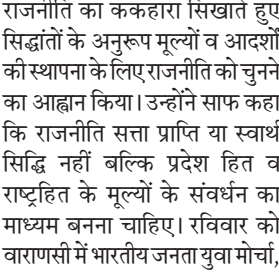 राजनीति का ककहारा सिखाते हुए
सिद्धांतों के अनुरूप मूल्यों व आदर्शों
की स्थापना के लिए राजनीति को चुनने
का आह्वान किया। उन्होंने साफ कहा
कि राजनीति सत्ता प्राप्ति या स्वार्थ
सिद्धि नहीं बल्कि प्रदेश हित व
राष्ट्रहित के मूल्यों के संवर्धन का
माध्यम बनना चाहिए। रविवार को
वाराणसी में भारतीय जनता युवा मोर्चा,